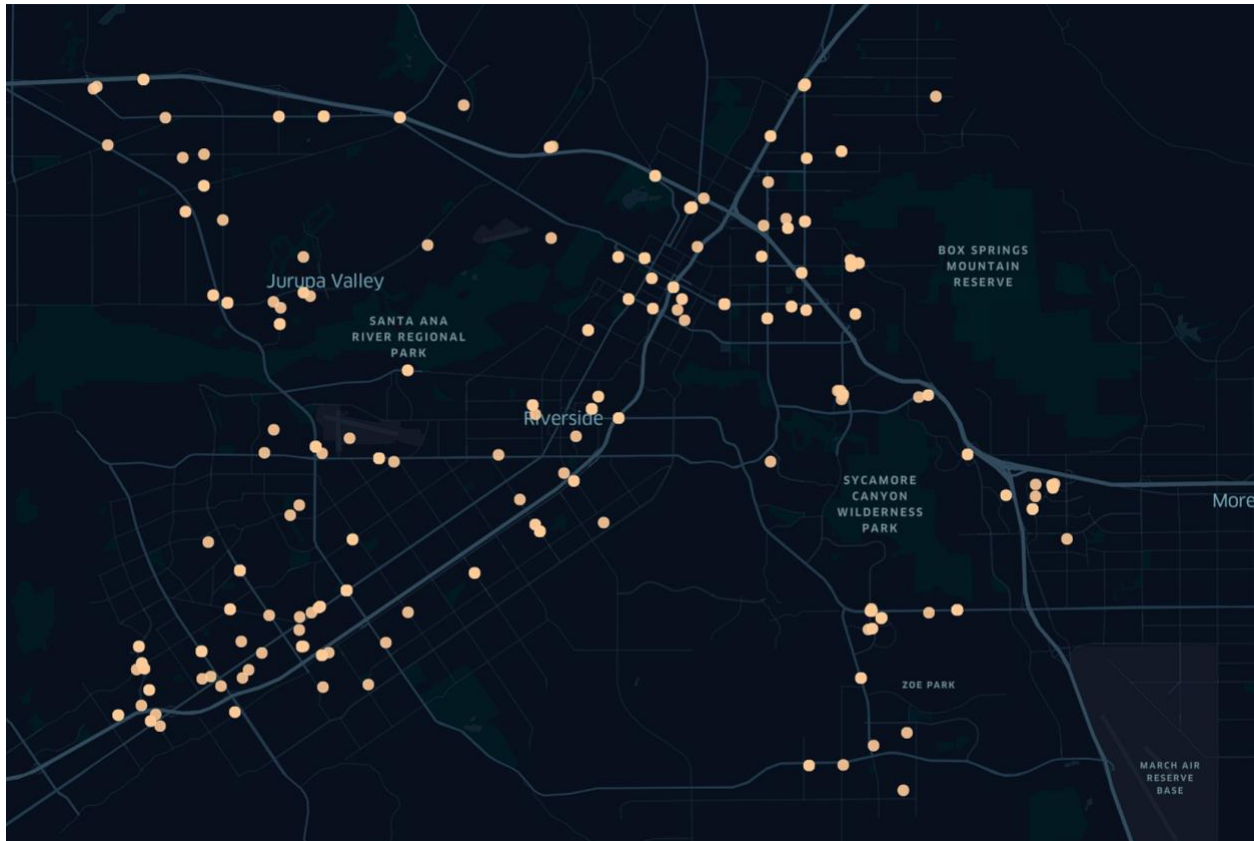 BOX SPRINGS
MOUNTAIN
RESERVE
Jurupa Valley
SANTA ANA
RIVER REGIONAL
PARK
Riverside
SYCAMORE
CANYON
WILDERNESS
PARK
More
ZOE PARK
MARCH AIR
RESERVE
BASE